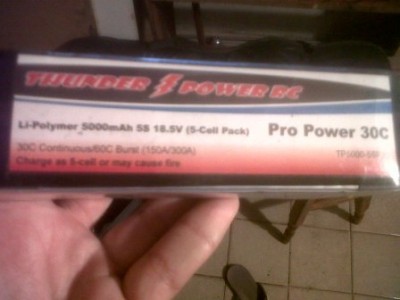 THUNDER POWER RC
Li-Polymer 5000mAh 5S 18.5V (5-Cell Pack) Pro Power 30C
30C Continuous/60C Burst (150A/300A)
Charge as 5-cell or may cause fire